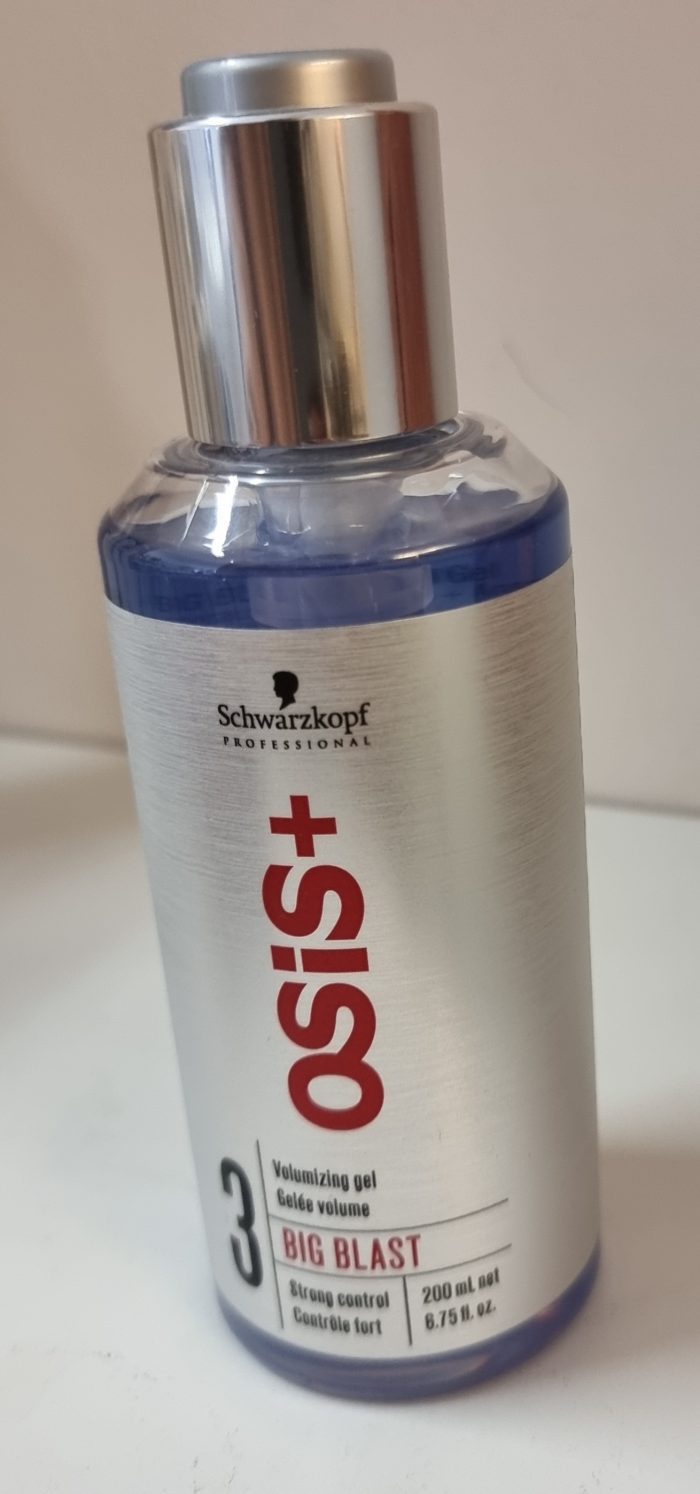 Schwarzkopf
PROFESSIONAL
OSiS+
3
Volumizing gel
Gelée volume
BIG BLAST
Strong control
Contrôle fort
200 mL net
6.75 fl. oz.